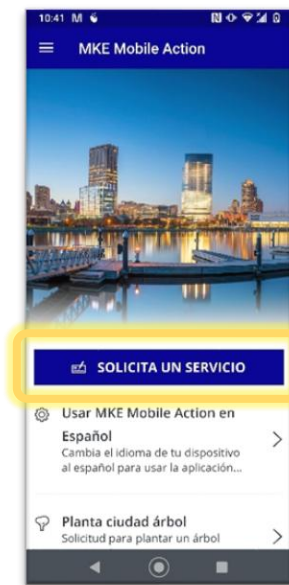 10:41
MKE Mobile Action
SOLICITA UN SERVICIO
Usar MKE Mobile Action en
Español
Cambia el idioma de tu dispositivo
al español para usar la aplicación...
Planta ciudad árbol
Solicitud para plantar un árbol